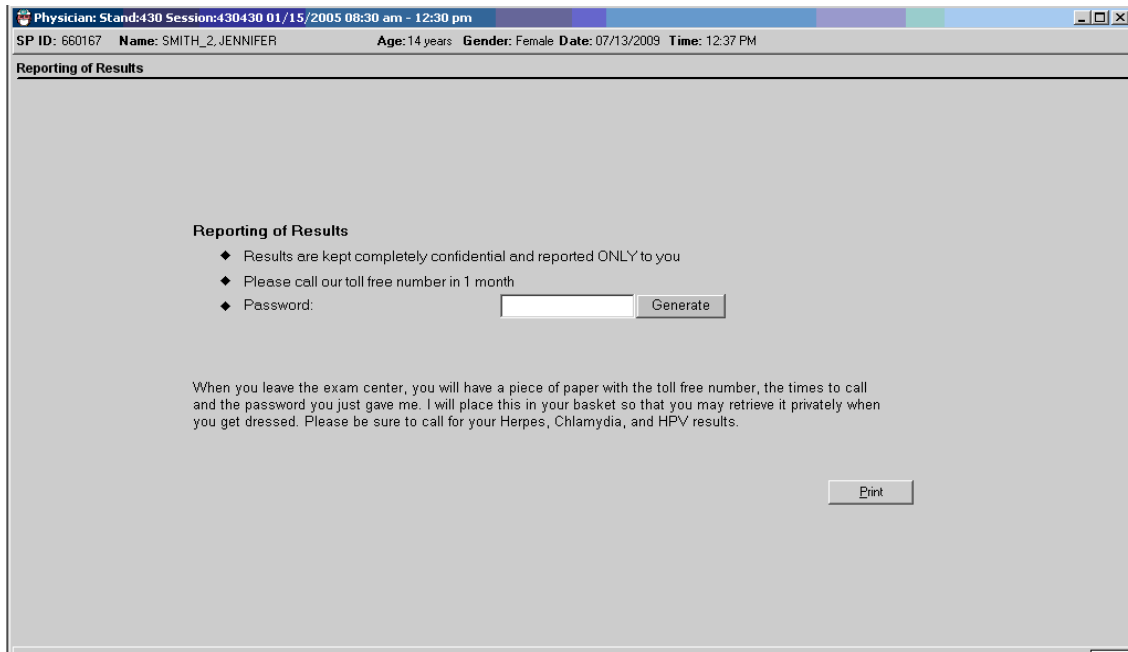 Physician: Stand:430 Session:430430 01/15/2005 08:30 am - 12:30 pm
SP ID: 660167 Name: SMITH_2, JENNIFER Age: 14 years Gender: Female Date: 07/13/2009 Time: 12:37 PM
Reporting of Results
Reporting of Results
◆ Results are kept completely confidential and reported ONLY to you
◆ Please call our toll free number in 1 month
◆ Password: Generate
When you leave the exam center, you will have a piece of paper with the toll free number, the times to call
and the password you just gave me. I will place this in your basket so that you may retrieve it privately when
you get dressed. Please be sure to call for your Herpes, Chlamydia, and HPV results.
Print